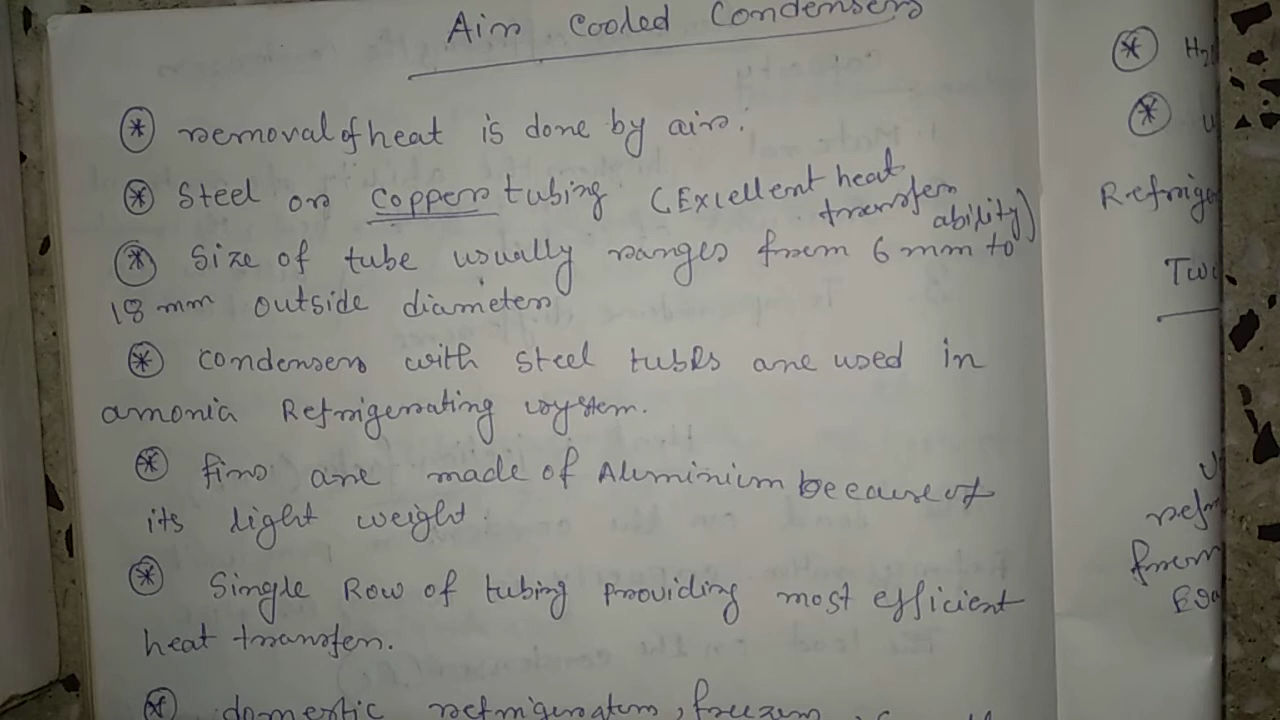 Air Cooled Condensers
* removal of heat is done by air.
* Steel or Copper tubing (Excellent heat transfer ability)
* Size of tube usually ranges from 6 mm to
18 mm outside diameter
* condensers with steel tubes are used in
amonia Refrigerating system.
* fins are made of Aluminium because of
its light weight.
* Single Row of tubing Providing most efficient
heat transfer.
* domestic refrigerators, freezers
* H2
*
Refrige
Two
refr
from